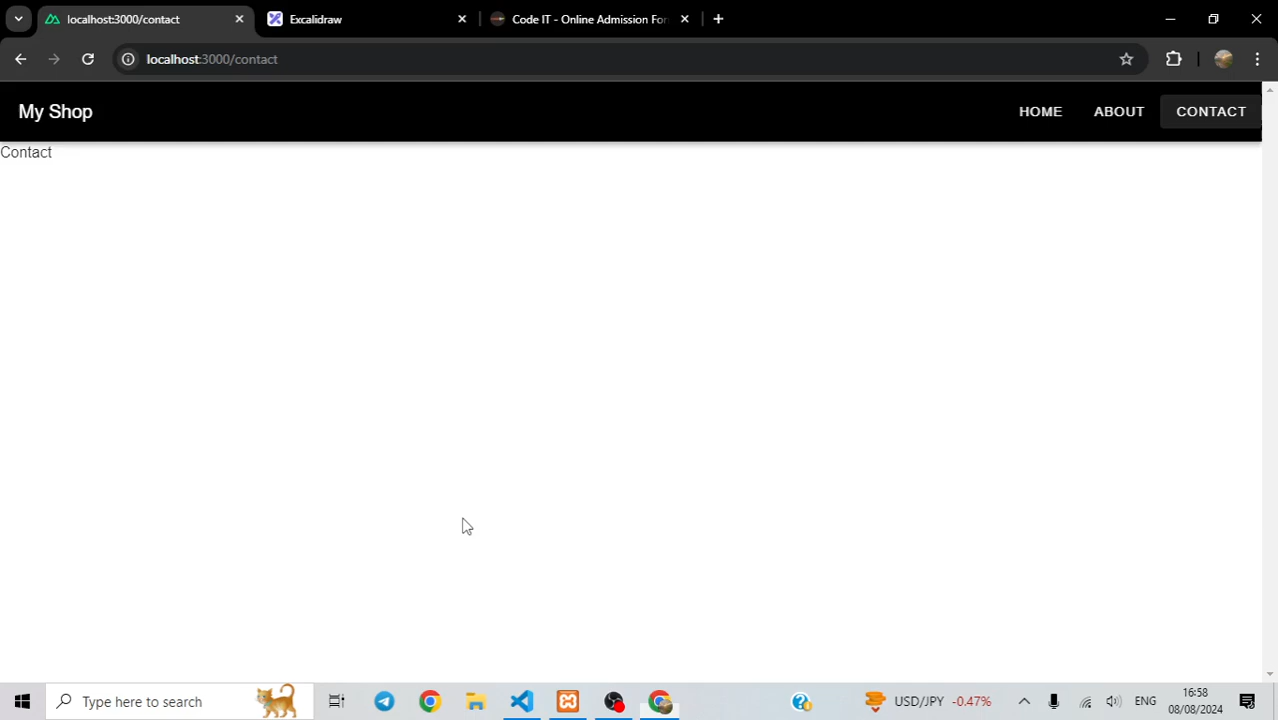 localhost:3000/contact
Excalidraw
Code IT - Online Admission For
localhost:3000/contact
My Shop
HOME
ABOUT
CONTACT
Contact
Type here to search
USD/JPY -0.47%
ENG
16:58
08/08/2024